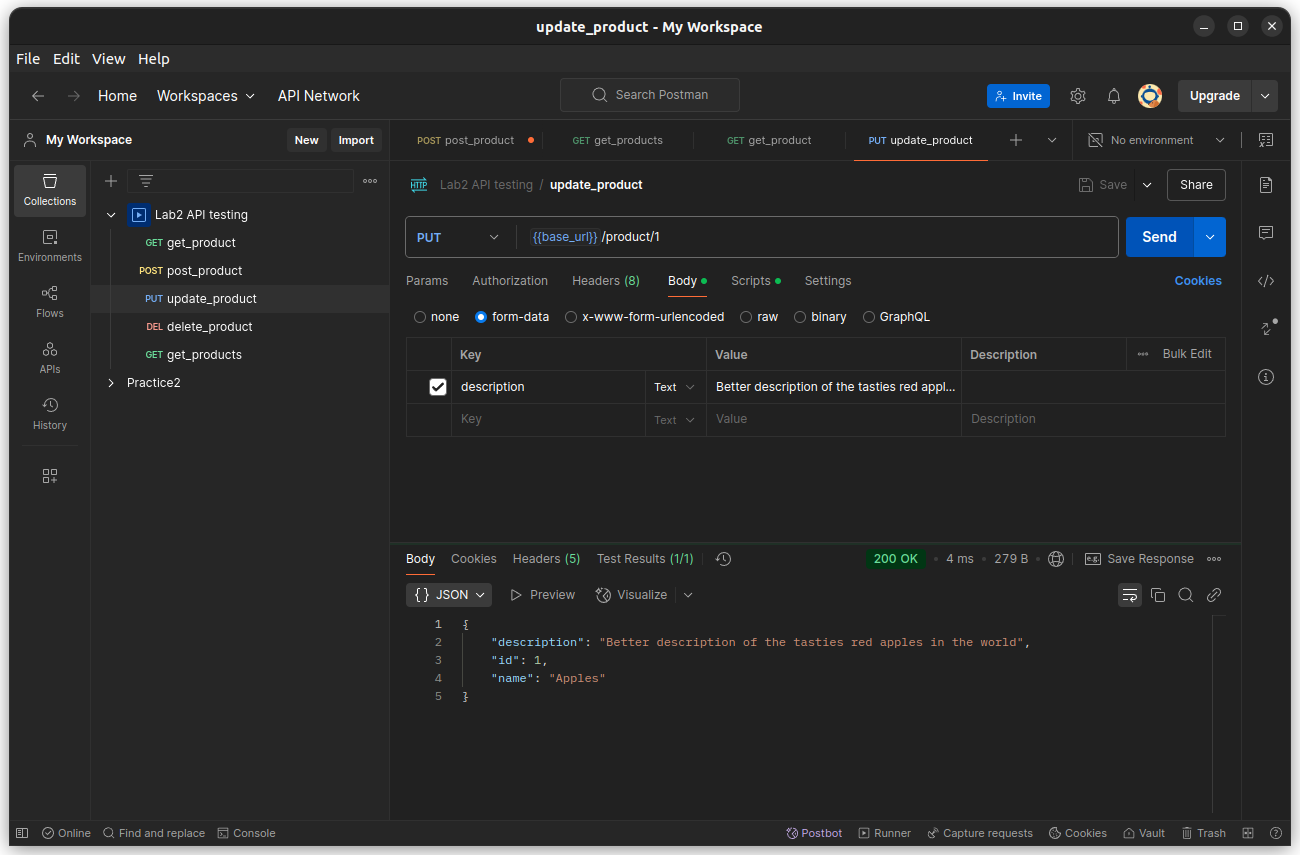 update_product - My Workspace
File Edit View Help
Home Workspaces API Network Search Postman Invite Upgrade
My Workspace New Import
POST post_product GET get_products GET get_product PUT update_product No environment
Collections
Environments
Flows
APIs
History
Lab2 API testing
GET get_product
POST post_product
PUT update_product
DEL delete_product
GET get_products
Practice2
HTTP Lab2 API testing / update_product Save Share
PUT {{base_url}} /product/1 Send
Params Authorization Headers (8) Body Scripts Settings Cookies
none form-data x-www-form-urlencoded raw binary GraphQL
Key Value Description Bulk Edit
description Text Better description of the tasties red appl...
Key Text Value Description
Body Cookies Headers (5) Test Results (1/1) 200 OK 4 ms 279 B e.g. Save Response
{} JSON Preview Visualize
1 {
2 "description": "Better description of the tasties red apples in the world",
3 "id": 1,
4 "name": "Apples"
5 }
Online Find and replace Console Postbot Runner Capture requests Cookies Vault Trash